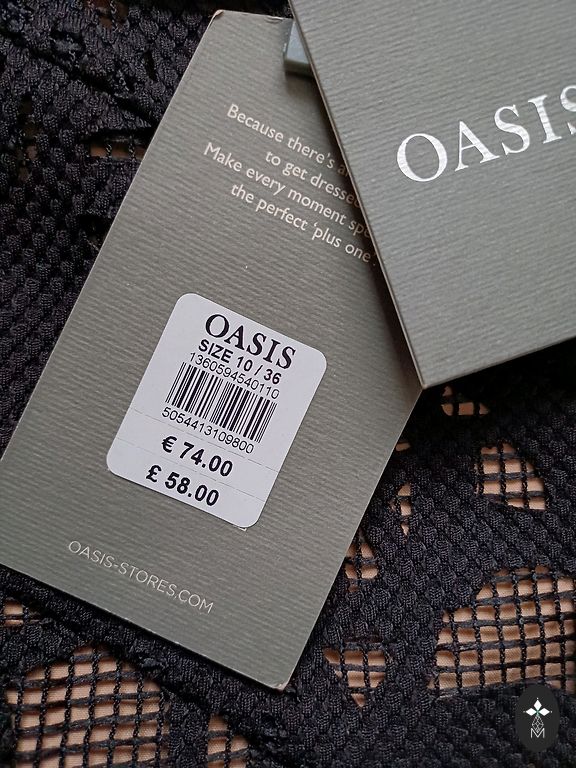 Because there's
to get dressed
Make every moment
the perfect 'plus one'.
OASIS
OASIS
SIZE 10 / 36
1360594540110
5054413109800
€ 74.00
£ 58.00
OASIS-STORES.COM
M